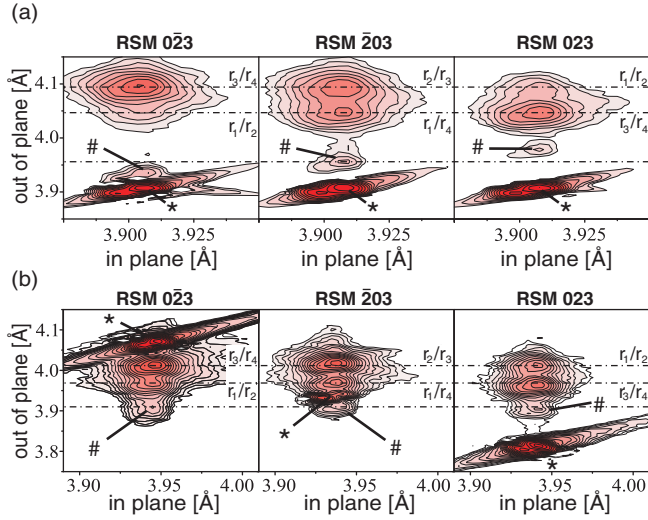 (a)
RSM 02̄3 RSM 2̄03 RSM 023
out of plane [Å]
4.1
4.0
3.9
r3/r4
r1/r2
#
*
r2/r3
r1/r4
#
*
r1/r2
r3/r4
#
*
3.900 3.925 3.900 3.925 3.900 3.925
in plane [Å] in plane [Å] in plane [Å]
(b)
RSM 02̄3 RSM 2̄03 RSM 023
out of plane [Å]
4.1
4.0
3.9
3.8
*
r3/r4
r1/r2
#
r2/r3
r1/r4
*
#
r1/r2
r3/r4
#
*
3.90 3.95 3.90 3.95 3.90 3.95 4.00
in plane [Å] in plane [Å] in plane [Å]